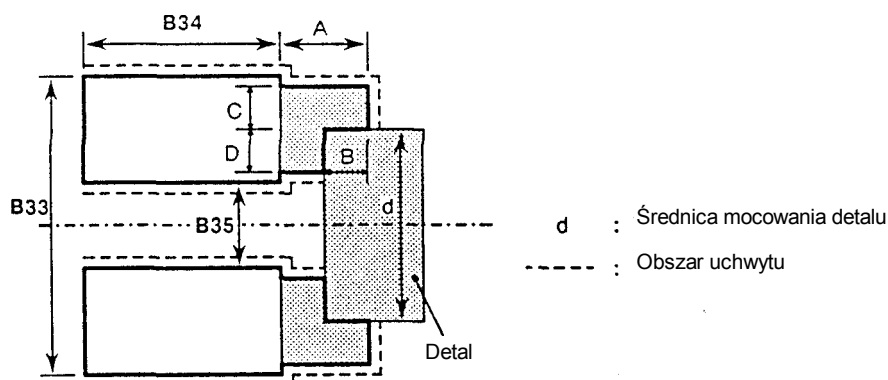 B34
A
C
D
B
B33
B35
d
d : Średnica mocowania detalu
---- : Obszar uchwytu
Detal